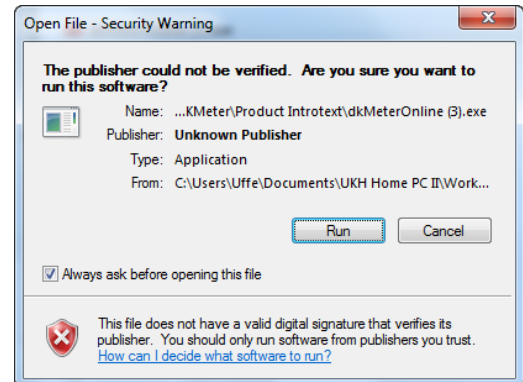 Open File - Security Warning
The publisher could not be verified.  Are you sure you want to
run this software?
Name: ...KMeter\Product Introtext\dkMeterOnline (3).exe
Publisher: Unknown Publisher
Type: Application
From: C:\Users\Uffe\Documents\UKH Home PC II\Work...
Run Cancel
Always ask before opening this file
This file does not have a valid digital signature that verifies its
publisher.  You should only run software from publishers you trust.
How can I decide what software to run?